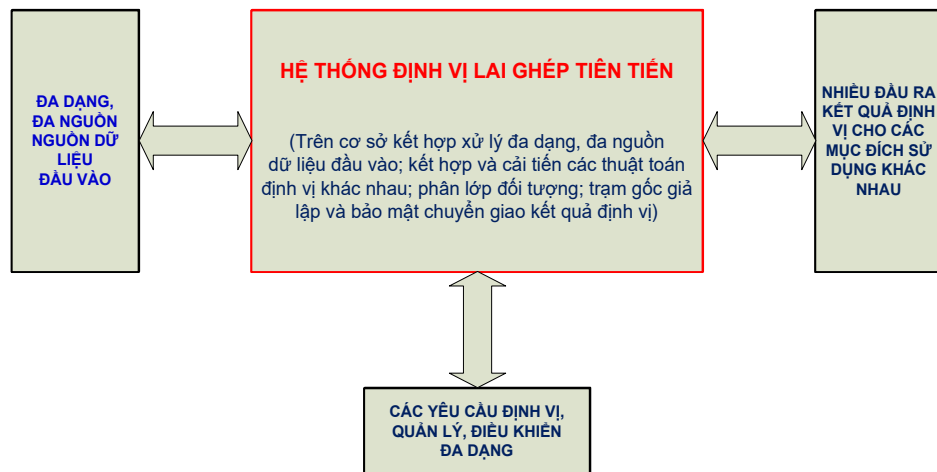 ĐA DẠNG,
ĐA NGUỒN
NGUỒN DỮ
LIỆU
ĐẦU VÀO
HỆ THỐNG ĐỊNH VỊ LAI GHÉP TIÊN TIẾN
(Trên cơ sở kết hợp xử lý đa dạng, đa nguồn
dữ liệu đầu vào; kết hợp và cải tiến các thuật toán
định vị khác nhau; phân lớp đối tượng; trạm gốc giả
lập và bảo mật chuyển giao kết quả định vị)
NHIỀU ĐẦU RA
KẾT QUẢ ĐỊNH
VỊ CHO CÁC
MỤC ĐÍCH SỬ
DỤNG KHÁC
NHAU
CÁC YÊU CẦU ĐỊNH VỊ,
QUẢN LÝ, ĐIỀU KHIỂN
ĐA DẠNG